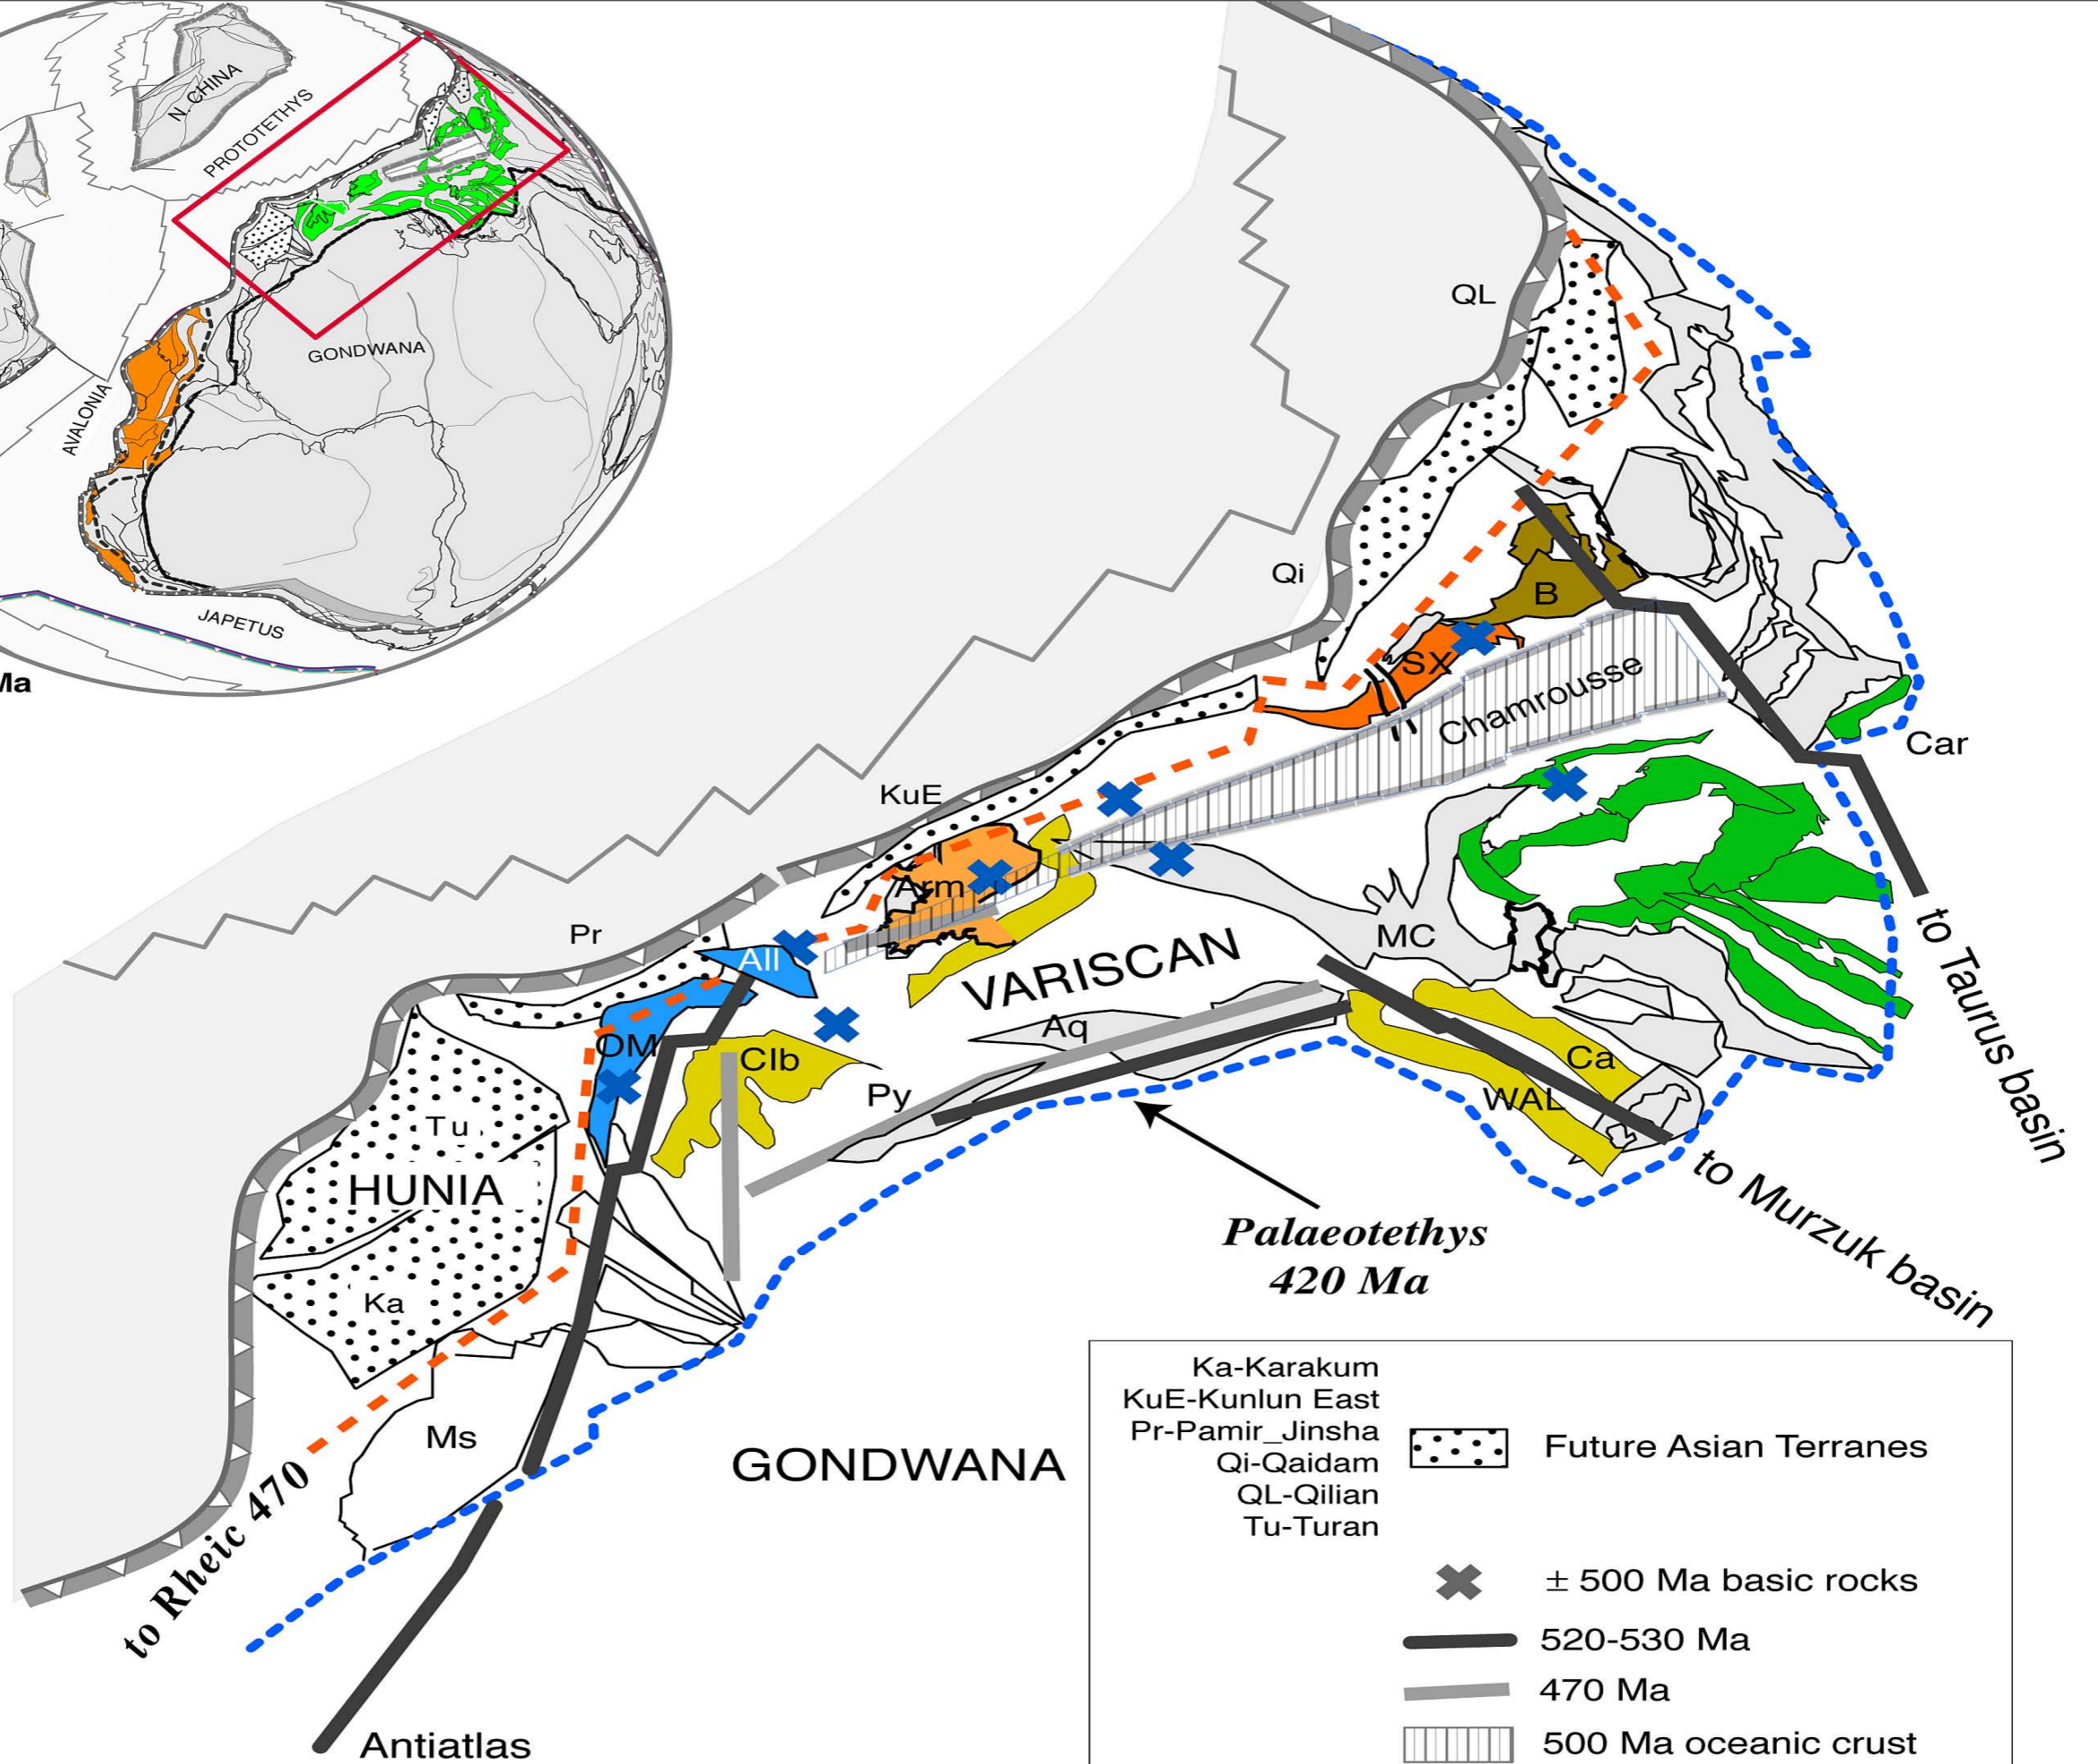 N. CHINA
PROTOTETHYS
GONDWANA
AVALONIA
JAPETUS
Ma
QL
Qi
B
SX
Chamrousse
Car
KuE
Arm
MC
Pr
All
VARISCAN
OM
CIb
Aq
Py
Ca
WAL
to Taurus basin
to Murzuk basin
Tu
HUNIA
Ka
Palaeotethys
420 Ma
Ms
GONDWANA
to Rheic 470
Antiatlas
Ka-Karakum
KuE-Kunlun East
Pr-Pamir_Jinsha
Qi-Qaidam
QL-Qilian
Tu-Turan
Future Asian Terranes
± 500 Ma basic rocks
520-530 Ma
470 Ma
500 Ma oceanic crust